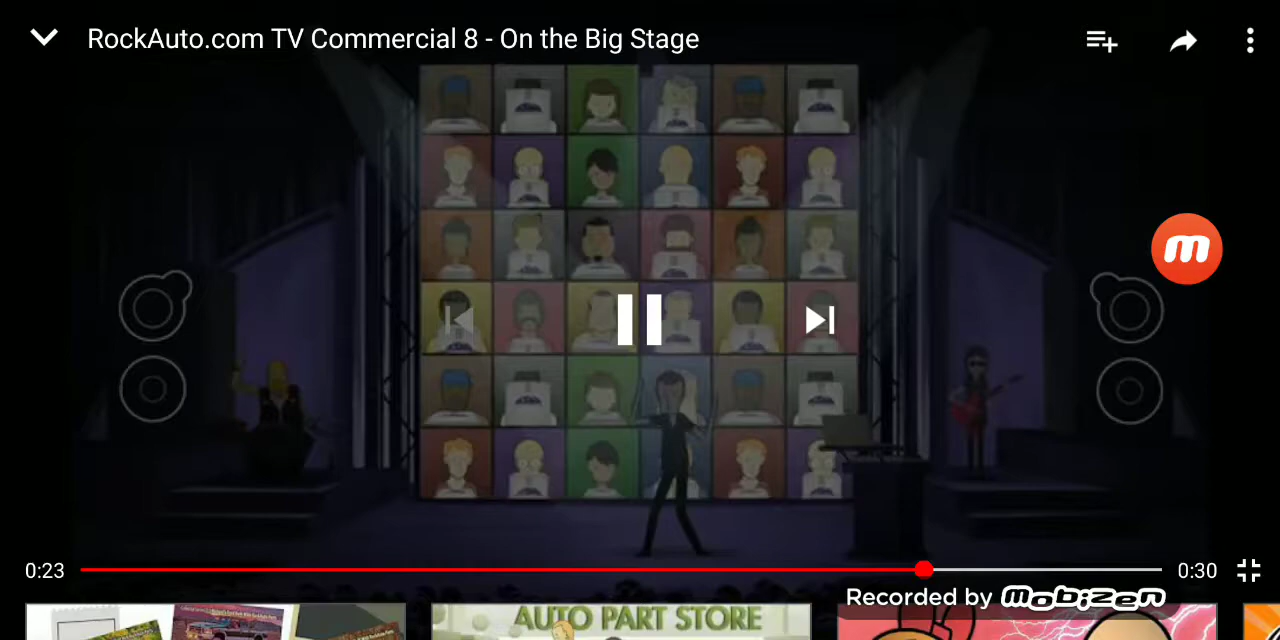 RockAuto.com TV Commercial 8 - On the Big Stage
m
0:23
0:30
Recorded by mobizen
AUTO PART STORE